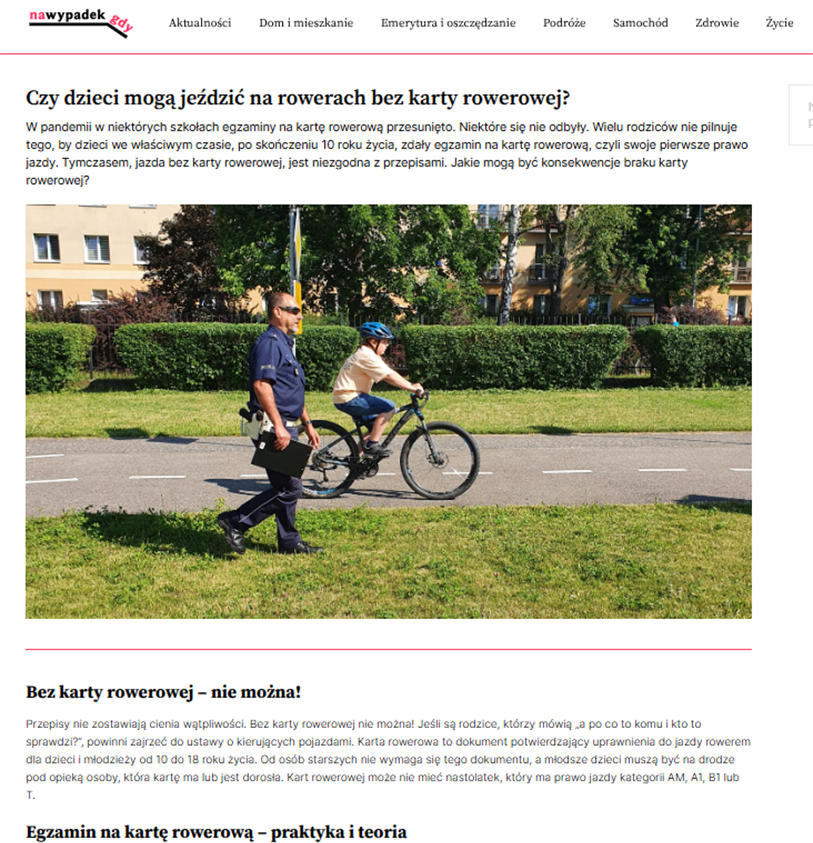 nawypadek gdy
Aktualności Dom i mieszkanie Emerytura i oszczędzanie Podróże Samochód Zdrowie Życie
Czy dzieci mogą jeździć na rowerach bez karty rowerowej?
W pandemii w niektórych szkołach egzaminy na kartę rowerową przesunięto. Niektóre się nie odbyły. Wielu rodziców nie pilnuje
tego, by dzieci we właściwym czasie, po skończeniu 10 roku życia, zdały egzamin na kartę rowerową, czyli swoje pierwsze prawo
jazdy. Tymczasem, jazda bez karty rowerowej, jest niezgodna z przepisami. Jakie mogą być konsekwencje braku karty
rowerowej?
Bez karty rowerowej – nie można!
Przepisy nie zostawiają cienia wątpliwości. Bez karty rowerowej nie można! Jeśli są rodzice, którzy mówią „a po co to komu i kto to
sprawdzi?”, powinni zajrzeć do ustawy o kierujących pojazdami. Karta rowerowa to dokument potwierdzający uprawnienia do jazdy rowerem
dla dzieci i młodzieży od 10 do 18 roku życia. Od osób starszych nie wymaga się tego dokumentu, a młodsze dzieci muszą być na drodze
pod opieką osoby, która kartę ma lub jest dorosła. Kart rowerowej może nie mieć nastolatek, który ma prawo jazdy kategorii AM, A1, B1 lub
T.
Egzamin na kartę rowerową – praktyka i teoria